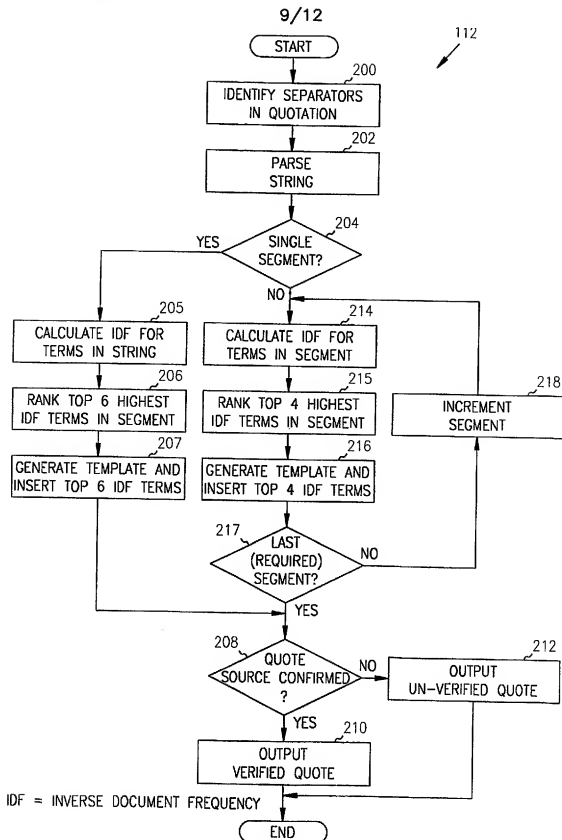 9/12
START
112
200
IDENTIFY SEPARATORS
IN QUOTATION
202
PARSE
STRING
204
SINGLE
SEGMENT?
YES
NO
205
CALCULATE IDF FOR
TERMS IN STRING
214
CALCULATE IDF FOR
TERMS IN SEGMENT
206
RANK TOP 6 HIGHEST
IDF TERMS IN SEGMENT
215
RANK TOP 4 HIGHEST
IDF TERMS IN SEGMENT
218
INCREMENT
SEGMENT
207
GENERATE TEMPLATE AND
INSERT TOP 6 IDF TERMS
216
GENERATE TEMPLATE AND
INSERT TOP 4 IDF TERMS
217
LAST
(REQUIRED)
SEGMENT?
NO
YES
208
QUOTE
SOURCE CONFIRMED
?
NO
212
OUTPUT
UN-VERIFIED QUOTE
YES
210
OUTPUT
VERIFIED QUOTE
IDF = INVERSE DOCUMENT FREQUENCY
END